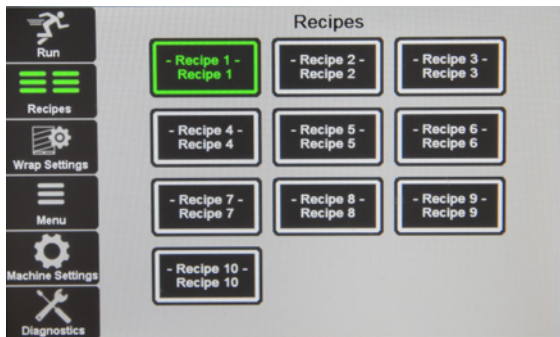 Recipes
Run
Recipes
Wrap Settings
Menu
Machine Settings
Diagnostics
- Recipe 1 -
Recipe 1
- Recipe 2 -
Recipe 2
- Recipe 3 -
Recipe 3
- Recipe 4 -
Recipe 4
- Recipe 5 -
Recipe 5
- Recipe 6 -
Recipe 6
- Recipe 7 -
Recipe 7
- Recipe 8 -
Recipe 8
- Recipe 9 -
Recipe 9
- Recipe 10 -
Recipe 10